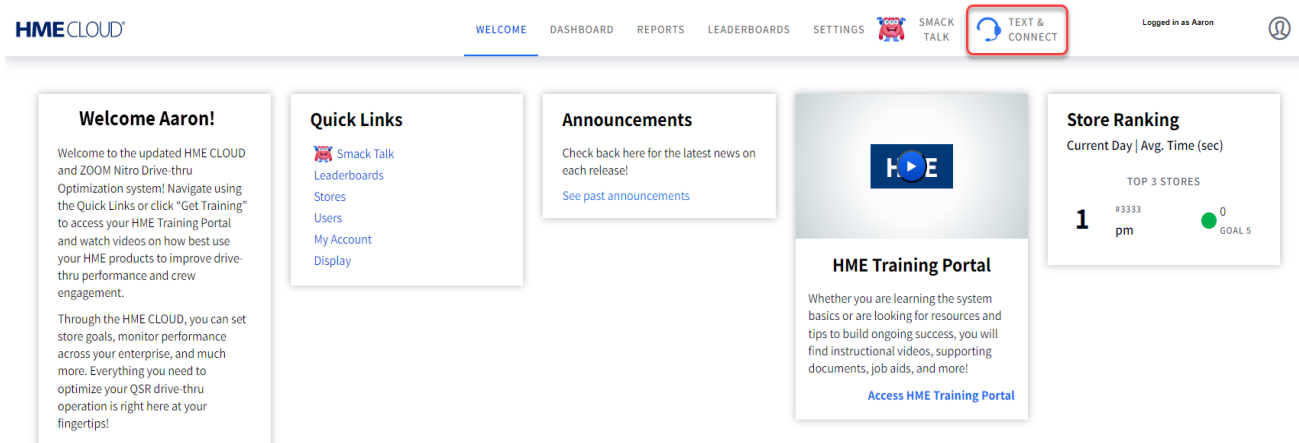 HME CLOUD®
WELCOME
DASHBOARD
REPORTS
LEADERBOARDS
SETTINGS
SMACK
TALK
TEXT &
CONNECT
Logged in as Aaron
Welcome Aaron!
Welcome to the updated HME CLOUD
and ZOOM Nitro Drive-thru
Optimization system! Navigate using
the Quick Links or click “Get Training”
to access your HME Training Portal
and watch videos on how best use
your HME products to improve drive-
thru performance and crew
engagement.
Through the HME CLOUD, you can set
store goals, monitor performance
across your enterprise, and much
more. Everything you need to
optimize your QSR drive-thru
operation is right here at your
fingertips!
Quick Links
Smack Talk
Leaderboards
Stores
Users
My Account
Display
Announcements
Check back here for the latest news on
each release!
See past announcements
HME Training Portal
Whether you are learning the system
basics or are looking for resources and
tips to build ongoing success, you will
find instructional videos, supporting
documents, job aids, and more!
Access HME Training Portal
Store Ranking
Current Day | Avg. Time (sec)
TOP 3 STORES
1
#3333
pm
0
GOAL 5